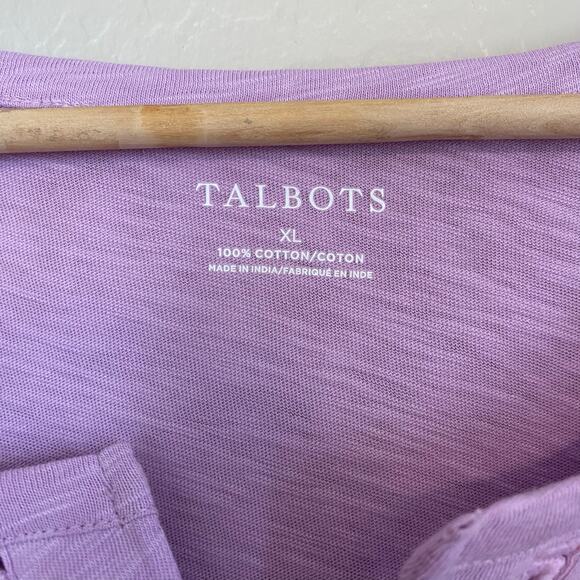 TALBOTS
XL
100% COTTON/COTON
MADE IN INDIA/FABRIQUÉ EN INDE